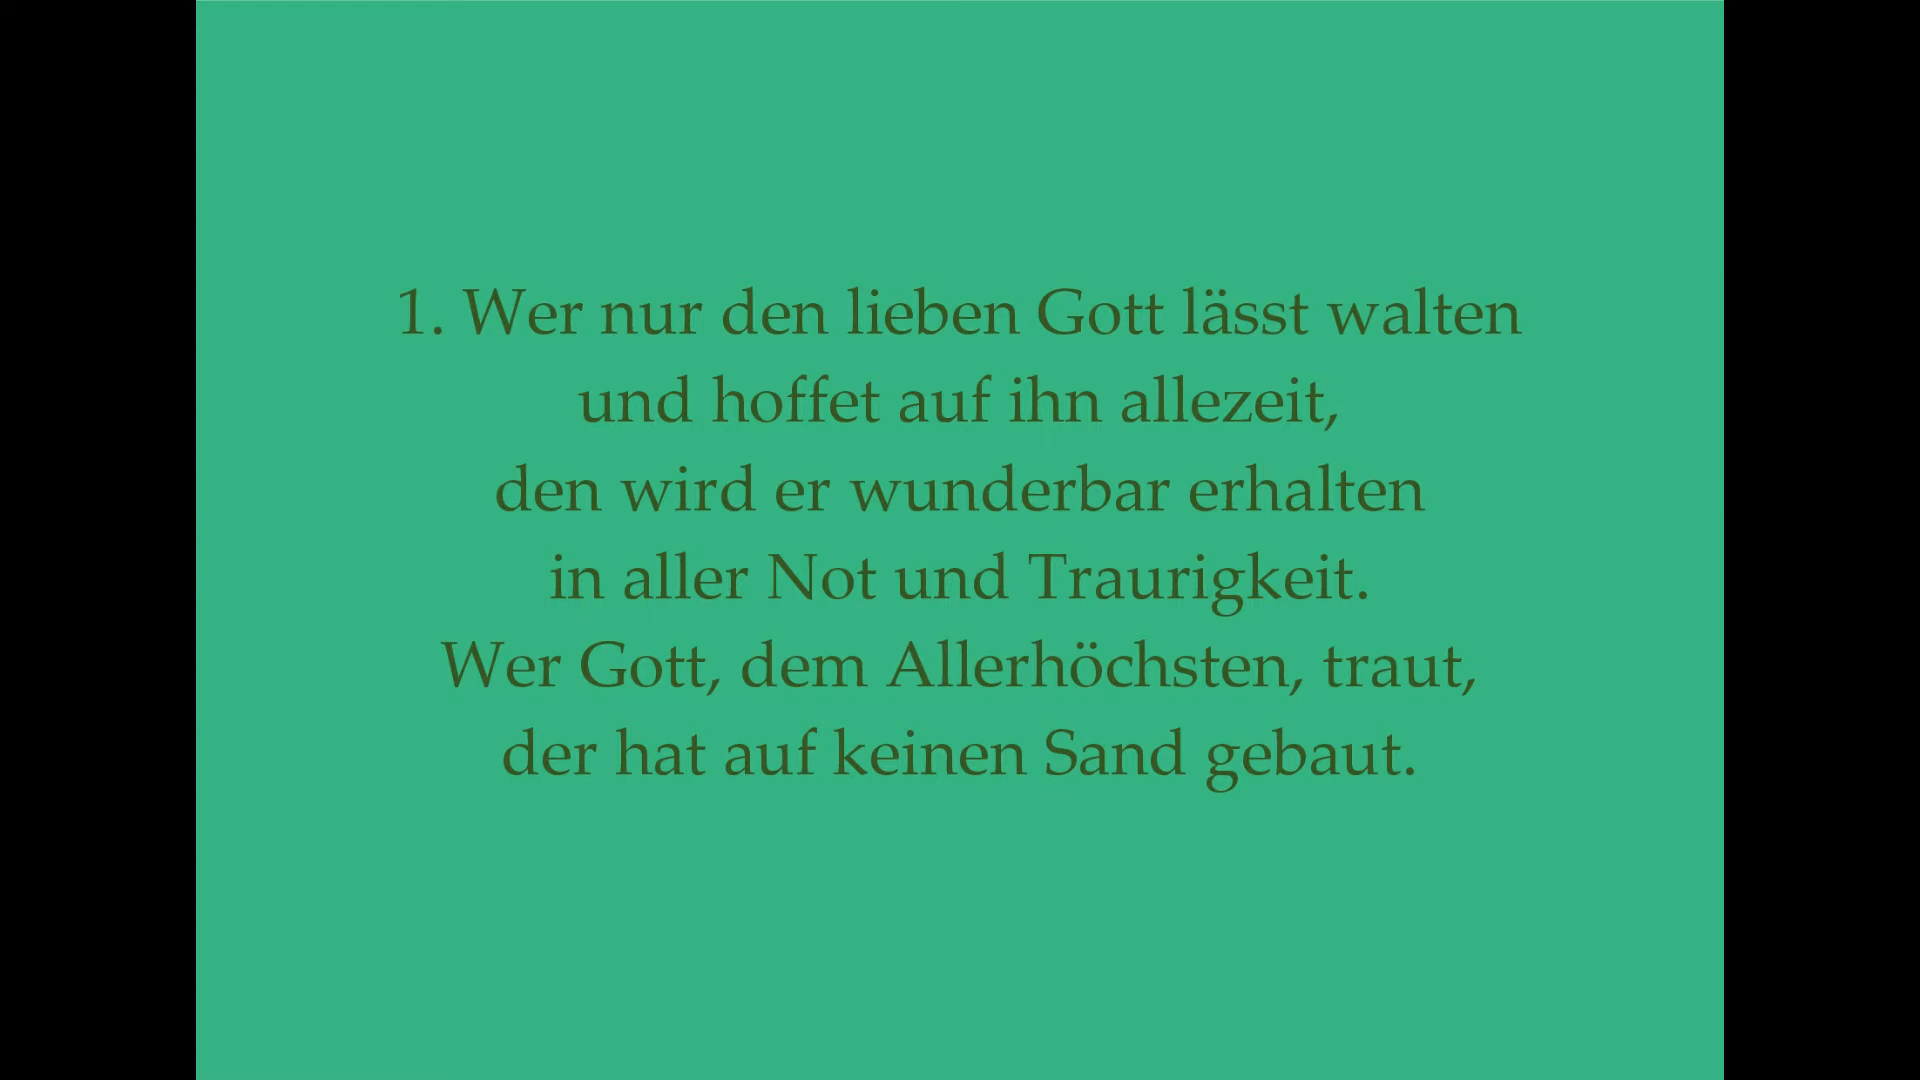 1. Wer nur den lieben Gott lässt walten
und hoffet auf ihn allezeit,
den wird er wunderbar erhalten
in aller Not und Traurigkeit.
Wer Gott, dem Allerhöchsten, traut,
der hat auf keinen Sand gebaut.